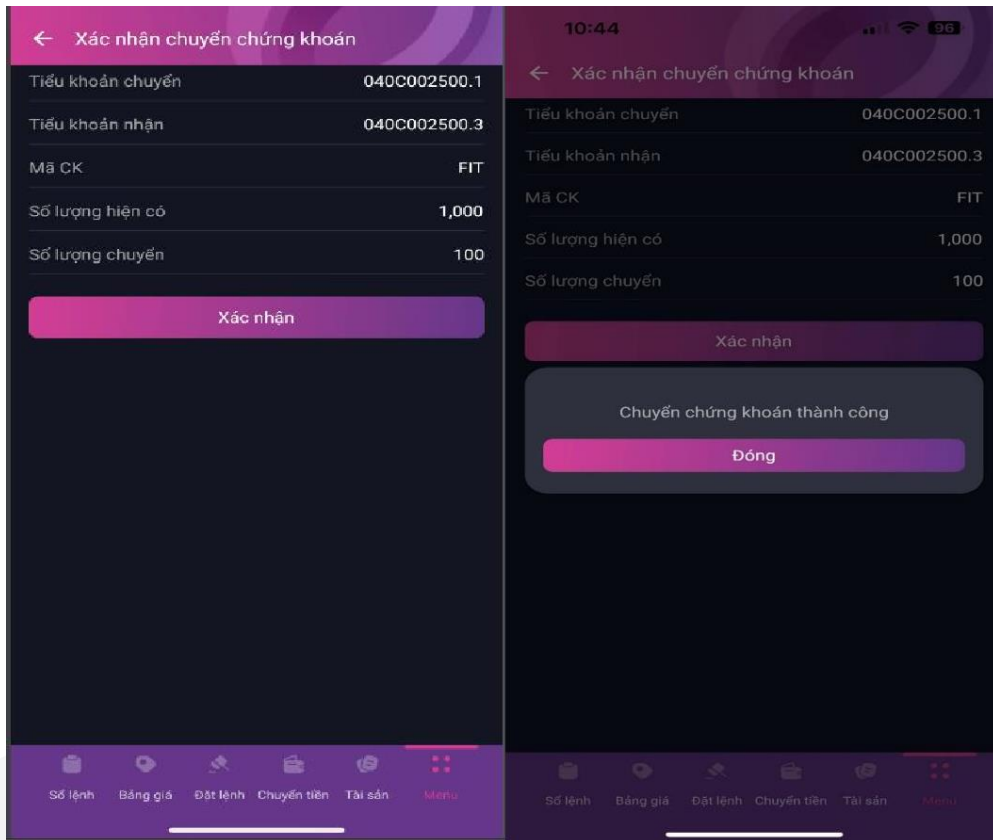 ← Xác nhận chuyển chứng khoán
Tiểu khoản chuyển 040C002500.1
Tiểu khoản nhận 040C002500.3
Mã CK FIT
Số lượng hiện có 1,000
Số lượng chuyển 100
Xác nhận
Sổ lệnh Bảng giá Đặt lệnh Chuyển tiền Tài sản Menu
10:44 96
← Xác nhận chuyển chứng khoán
Tiểu khoản chuyển 040C002500.1
Tiểu khoản nhận 040C002500.3
Mã CK FIT
Số lượng hiện có 1,000
Số lượng chuyển 100
Xác nhận
Chuyển chứng khoán thành công
Đóng
Sổ lệnh Bảng giá Đặt lệnh Chuyển tiền Tài sản Menu